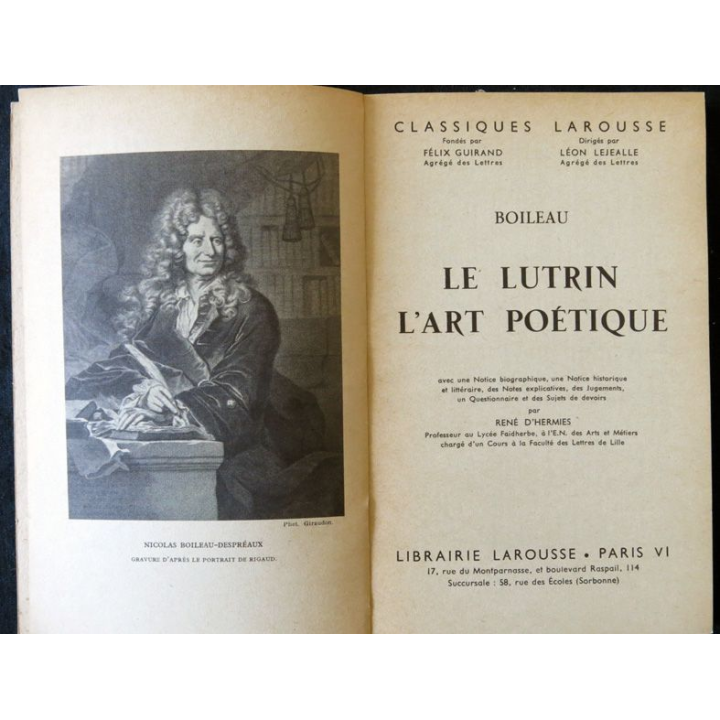 Phot. Giraudon.
NICOLAS BOILEAU-DESPRÉAUX
GRAVURE D'APRÈS LE PORTRAIT DE RIGAUD.
CLASSIQUES LAROUSSE
Fondés par
FÉLIX GUIRAND
Agrégé des Lettres
Dirigés par
LÉON LEJEALLE
Agrégé des Lettres
BOILEAU
LE LUTRIN
L'ART POÉTIQUE
avec une Notice biographique, une Notice historique
et littéraire, des Notes explicatives, des Jugements,
un Questionnaire et des Sujets de devoirs
par
RENÉ D'HERMIES
Professeur au Lycée Faidherbe, à l'E.N. des Arts et Métiers
chargé d'un Cours à la Faculté des Lettres de Lille
LIBRAIRIE LAROUSSE • PARIS VI
17, rue du Montparnasse, et boulevard Raspail, 114
Succursale : 58, rue des Écoles (Sorbonne)